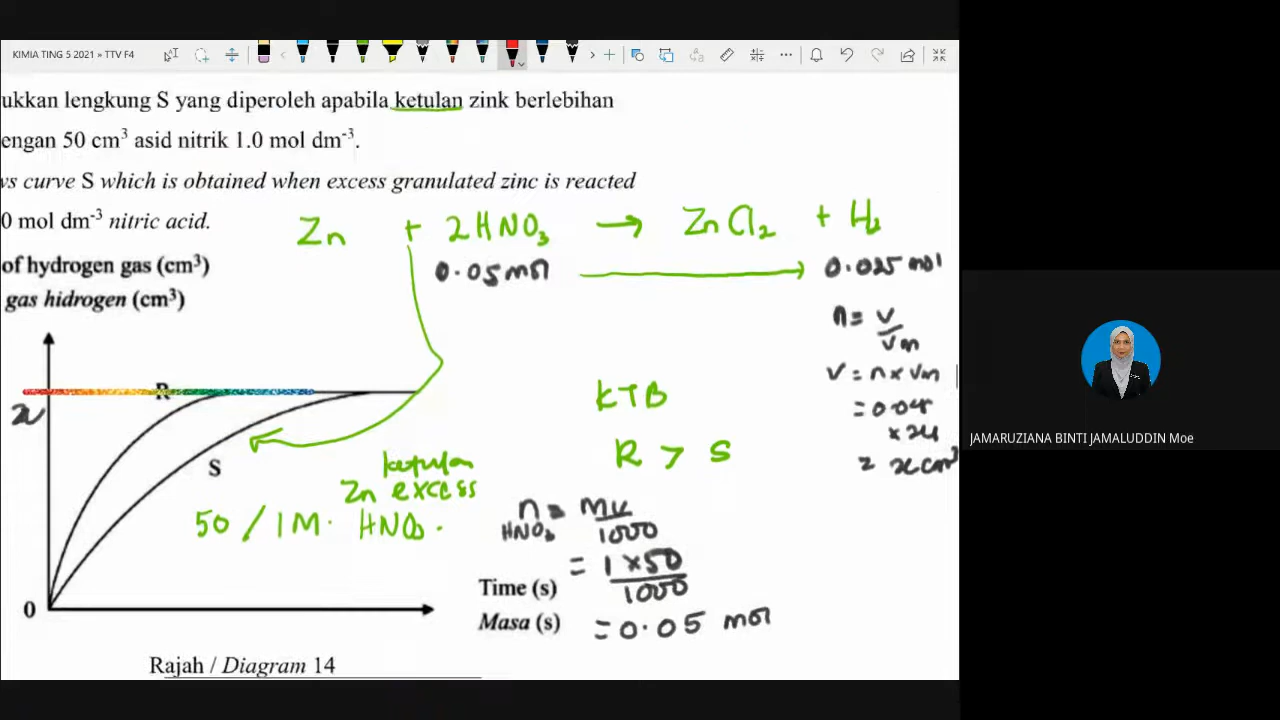 KIMIA TING 5 2021 » TTV F4
ukkan lengkung S yang diperoleh apabila ketulan zink berlebihan
engan 50 cm³ asid nitrik 1.0 mol dm⁻³.
ws curve S which is obtained when excess granulated zinc is reacted
0 mol dm⁻³ nitric acid.
Zn + 2HNO₃ → ZnCl₂ + H₂
0.05 mol → 0.025 mol
of hydrogen gas (cm³)
gas hidrogen (cm³)
n = v/vm
v = n x vm
= 0.04
x 24
= x cm³
R
x
S
KTB
R > S
ketulan
Zn excess
50 / 1M. HNO₃.
n = MV/1000
HNO₃
= 1 x 50/1000
= 0.05 mol
Time (s)
Masa (s)
0
Rajah / Diagram 14
JAMARUZIANA BINTI JAMALUDDIN Moe